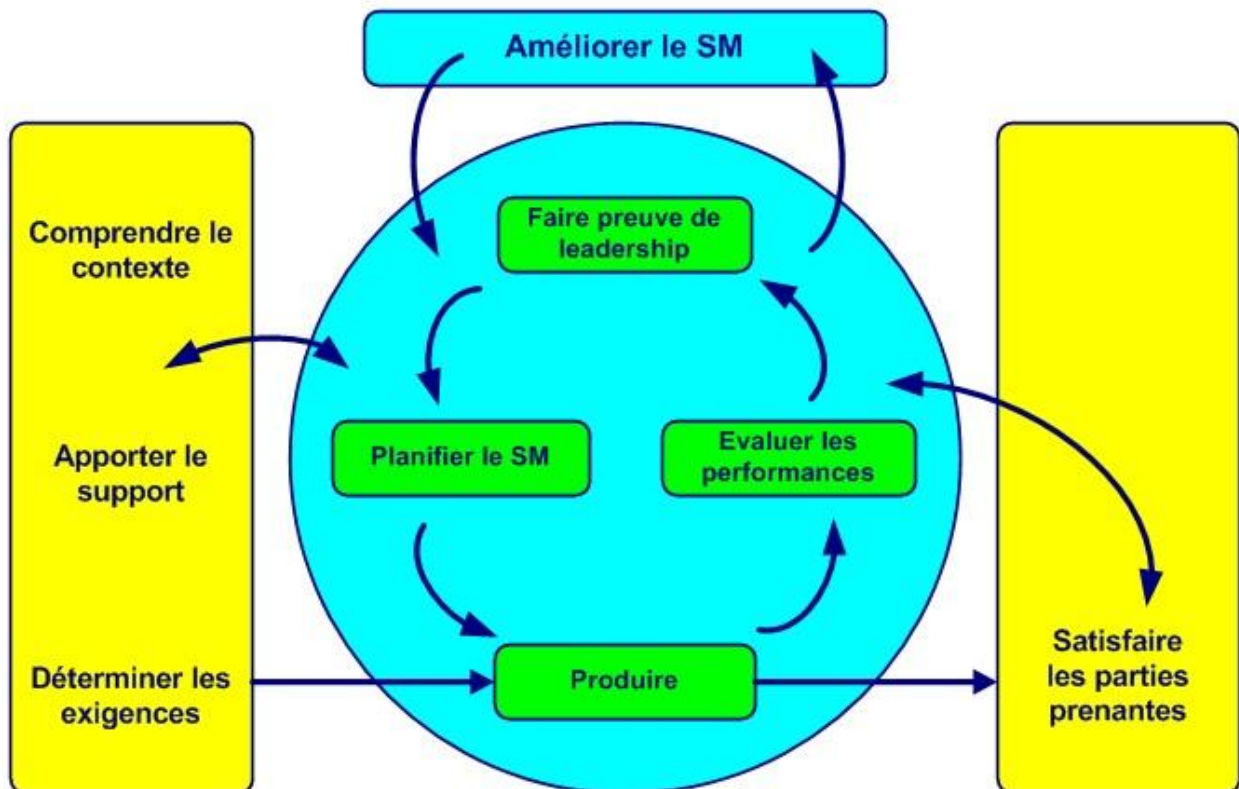 Améliorer le SM
Comprendre le
contexte
Apporter le
support
Déterminer les
exigences
Faire preuve de
leadership
Planifier le SM
Evaluer les
performances
Produire
Satisfaire
les parties
prenantes